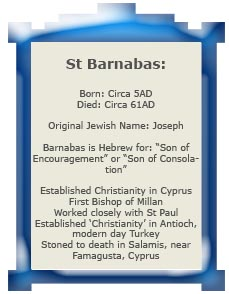 St Barnabas:
Born: Circa 5AD
Died: Circa 61AD
Original Jewish Name: Joseph
Barnabas is Hebrew for: “Son of
Encouragement” or “Son of Consola-
tion”
Established Christianity in Cyprus
First Bishop of Millan
Worked closely with St Paul
Established ‘Christianity’ in Antioch,
modern day Turkey
Stoned to death in Salamis, near
Famagusta, Cyprus